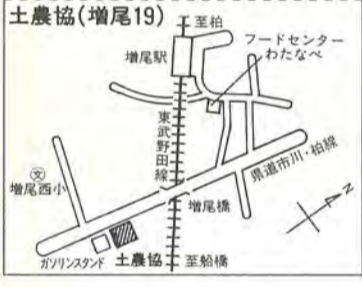 土農協(増尾19)
至柏
フードセンター
わたなべ
増尾駅
東武野田線
県道市川・柏線
文
増尾西小
増尾橋
N
ガソリンスタンド
土農協
至船橋